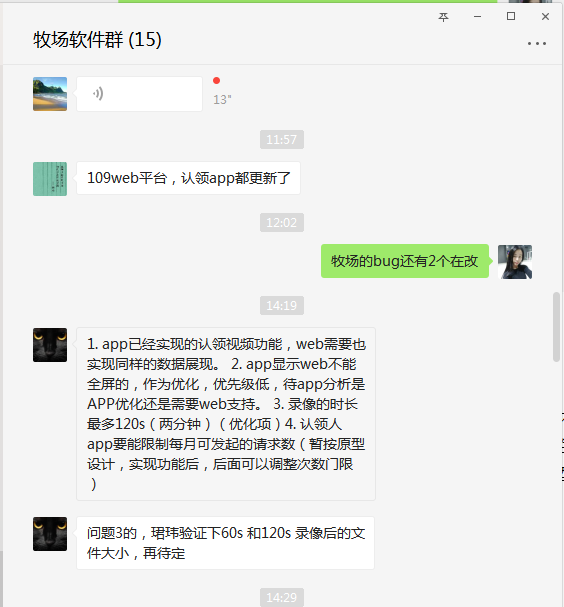 牧场软件群 (15)
13"
11:57
109web平台，认领app都更新了
12:02
牧场的bug还有2个在改
14:19
1. app已经实现的认领视频功能，web需要也
实现同样的数据展现。 2. app显示web不能
全屏的，作为优化，优先级低，待app分析是
APP优化还是需要web支持。 3. 录像的时长
最多120s（两分钟）（优化项）4. 认领人
app要能限制每月可发起的请求数（暂按原型
设计，实现功能后，后面可以调整次数门限
）
问题3的，珺玮验证下60s 和120s 录像后的文
件大小，再待定
14:29